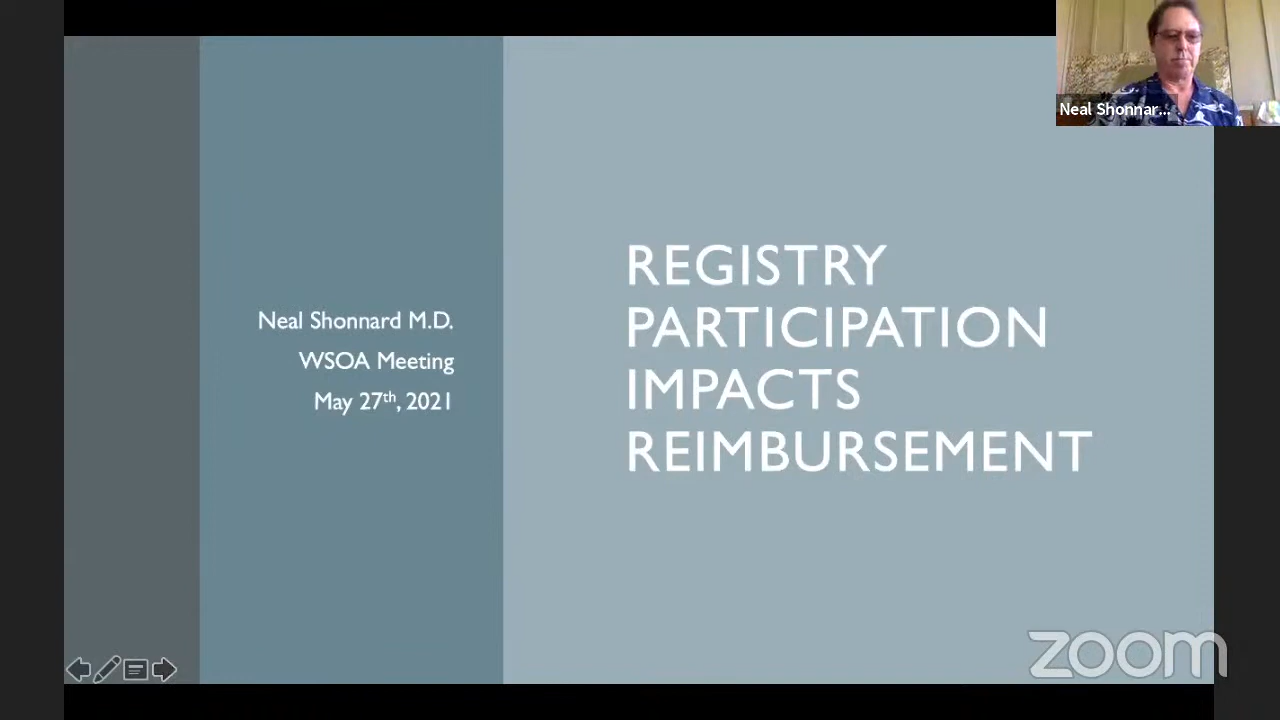 Neal Shonnar...
REGISTRY
PARTICIPATION
IMPACTS
REIMBURSEMENT
Neal Shonnard M.D.
WSOA Meeting
May 27th, 2021
zoom